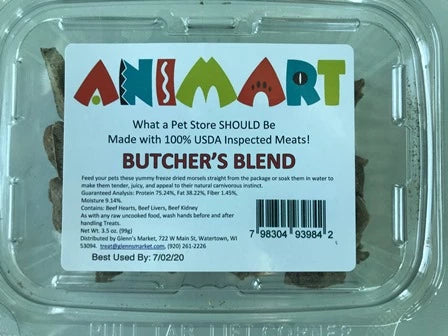 ANIMART
What a Pet Store SHOULD Be
Made with 100% USDA Inspected Meats!
BUTCHER'S BLEND
Feed your pets these yummy freeze dried morsels straight from the package or soak them in water to
make them tender, juicy, and appeal to their natural carnivorous instinct.
Guaranteed Analysis: Protein 75.24%, Fat 38.22%, Fiber 1.45%,
Moisture 9.14%.
Contains: Beef Hearts, Beef Livers, Beef Kidney
As with any raw uncooked food, wash hands before and after
handling Treats.
Net Wt. 3.5 oz. (99g)
Distributed by Glenn's Market, 722 W Main St, Watertown, WI
53094. treat@glennsmarket.com, (920) 261-2226
Best Used By: 7/02/20
7 98304 93984 2
PULL TAB